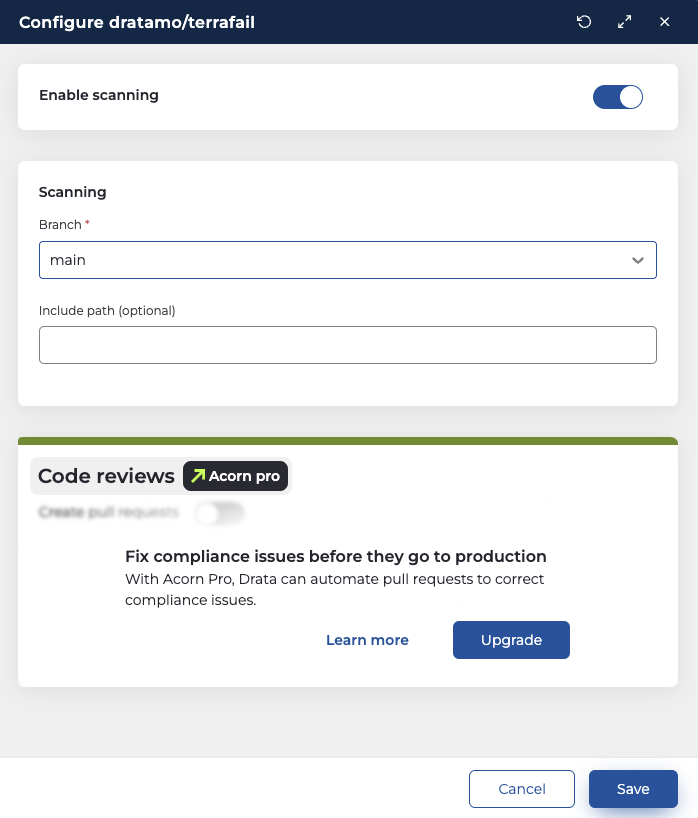 Configure dratamo/terrafail
Enable scanning
Scanning
Branch *
main
Include path (optional)
Code reviews Acorn pro
Create pull requests
Fix compliance issues before they go to production
With Acorn Pro, Drata can automate pull requests to correct
compliance issues.
Learn more Upgrade
Cancel Save